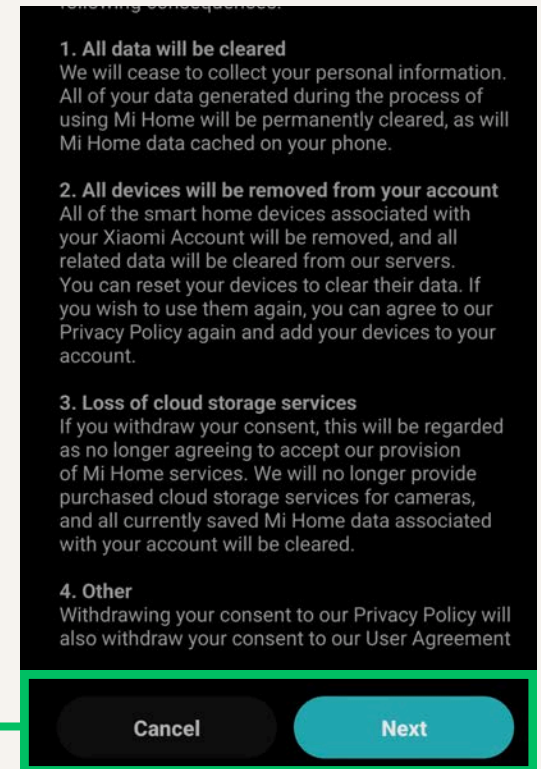 following consequences:
1. All data will be cleared
We will cease to collect your personal information.
All of your data generated during the process of
using Mi Home will be permanently cleared, as will
Mi Home data cached on your phone.
2. All devices will be removed from your account
All of the smart home devices associated with
your Xiaomi Account will be removed, and all
related data will be cleared from our servers.
You can reset your devices to clear their data. If
you wish to use them again, you can agree to our
Privacy Policy again and add your devices to your
account.
3. Loss of cloud storage services
If you withdraw your consent, this will be regarded
as no longer agreeing to accept our provision
of Mi Home services. We will no longer provide
purchased cloud storage services for cameras,
and all currently saved Mi Home data associated
with your account will be cleared.
4. Other
Withdrawing your consent to our Privacy Policy will
also withdraw your consent to our User Agreement
Cancel
Next